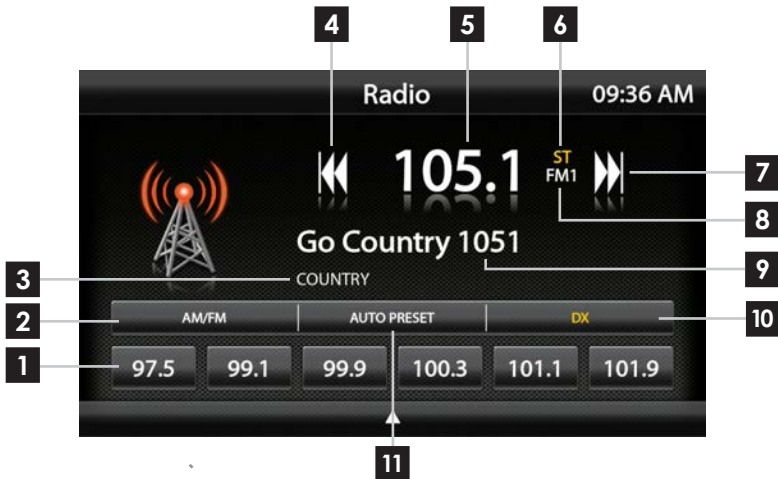 4 5 6
Radio 09:36 AM
105.1 ST
FM1
7
8
Go Country 1051
9
3 COUNTRY
2 AM/FM AUTO PRESET DX 10
1 97.5 99.1 99.9 100.3 101.1 101.9
11